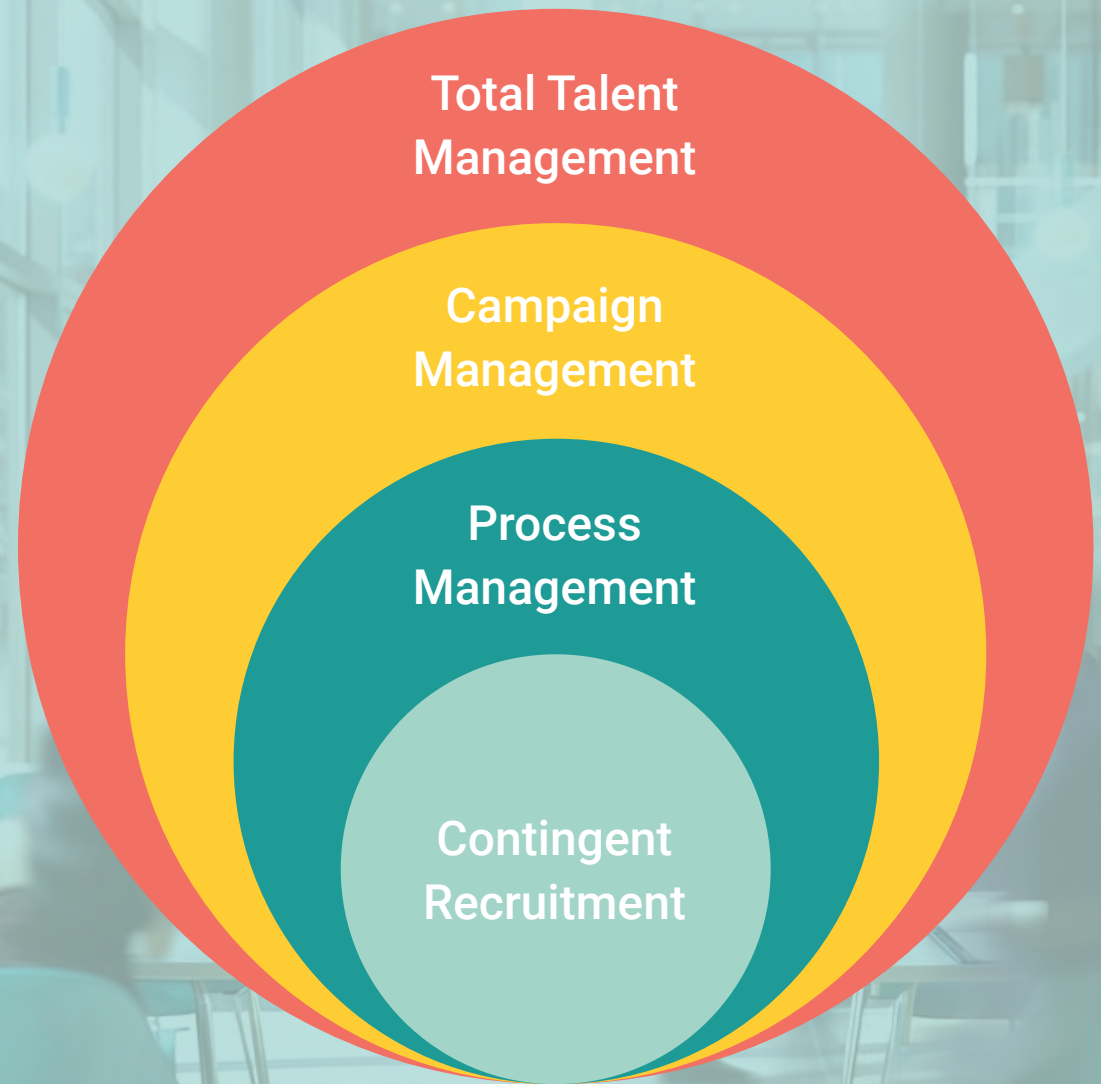 Total Talent
Management
Campaign
Management
Process
Management
Contingent
Recruitment